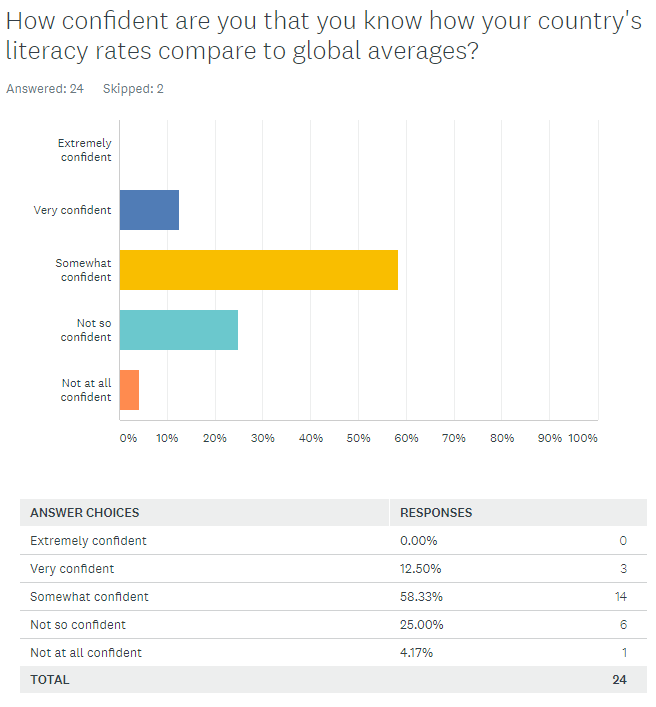 How confident are you that you know how your country's
literacy rates compare to global averages?
Answered: 24 Skipped: 2
Extremely
confident
Very confident
Somewhat
confident
Not so
confident
Not at all
confident
0% 10% 20% 30% 40% 50% 60% 70% 80% 90% 100%
ANSWER CHOICES RESPONSES
Extremely confident 0.00% 0
Very confident 12.50% 3
Somewhat confident 58.33% 14
Not so confident 25.00% 6
Not at all confident 4.17% 1
TOTAL 24